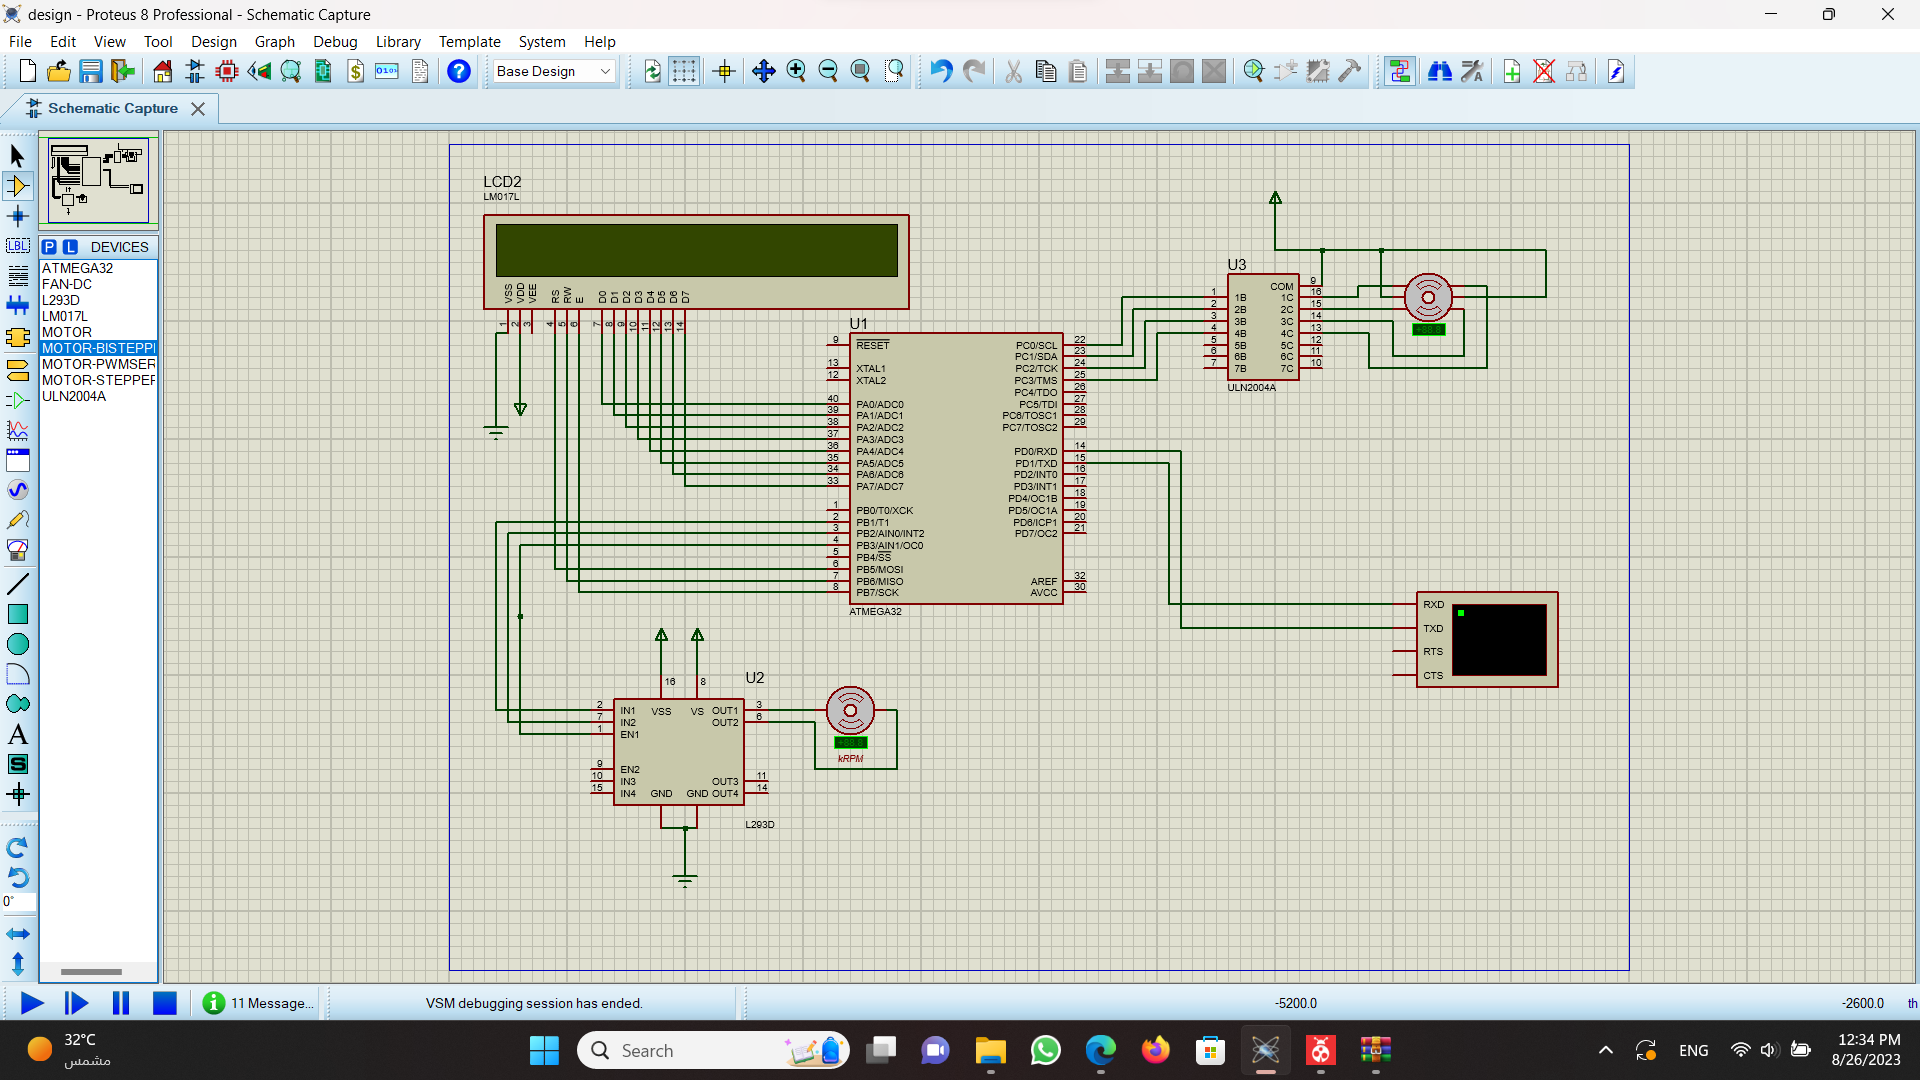 design - Proteus 8 Professional - Schematic Capture
File Edit View Tool Design Graph Debug Library Template System Help
Base Design
Schematic Capture
P L DEVICES
ATMEGA32
FAN-DC
L293D
LM017L
MOTOR
MOTOR-BISTEPPI
MOTOR-PWMSER
MOTOR-STEPPER
ULN2004A
LBL
A
S
0°
LCD2
LM017L
VSS VDD VEE RS RW E D0 D1 D2 D3 D4 D5 D6 D7
1 2 3 4 5 6 7 8 9 10 11 12 13 14
U1
9 RESET
13 XTAL1
12 XTAL2
40 PA0/ADC0
39 PA1/ADC1
38 PA2/ADC2
37 PA3/ADC3
36 PA4/ADC4
35 PA5/ADC5
34 PA6/ADC6
33 PA7/ADC7
1 PB0/T0/XCK
2 PB1/T1
3 PB2/AIN0/INT2
4 PB3/AIN1/OC0
5 PB4/SS
6 PB5/MOSI
7 PB6/MISO
8 PB7/SCK
PC0/SCL 22
PC1/SDA 23
PC2/TCK 24
PC3/TMS 25
PC4/TDO 26
PC5/TDI 27
PC6/TOSC1 28
PC7/TOSC2 29
PD0/RXD 14
PD1/TXD 15
PD2/INT0 16
PD3/INT1 17
PD4/OC1B 18
PD5/OC1A 19
PD6/ICP1 20
PD7/OC2 21
AREF 32
AVCC 30
ATMEGA32
U3
COM 9
1 1B 1C 16
2 2B 2C 15
3 3B 3C 14
4 4B 4C 13
5 5B 5C 12
6 6B 6C 11
7 7B 7C 10
ULN2004A
RXD
TXD
RTS
CTS
U2
16 8
VSS VS
2 IN1 OUT1 3
7 IN2 OUT2 6
1 EN1
9 EN2
10 IN3 OUT3 11
15 IN4 GND GND OUT4 14
L293D
kRPM
11 Message...
VSM debugging session has ended.
-5200.0
-2600.0
th
32°C
مشمس
Search
ENG
12:34 PM
8/26/2023